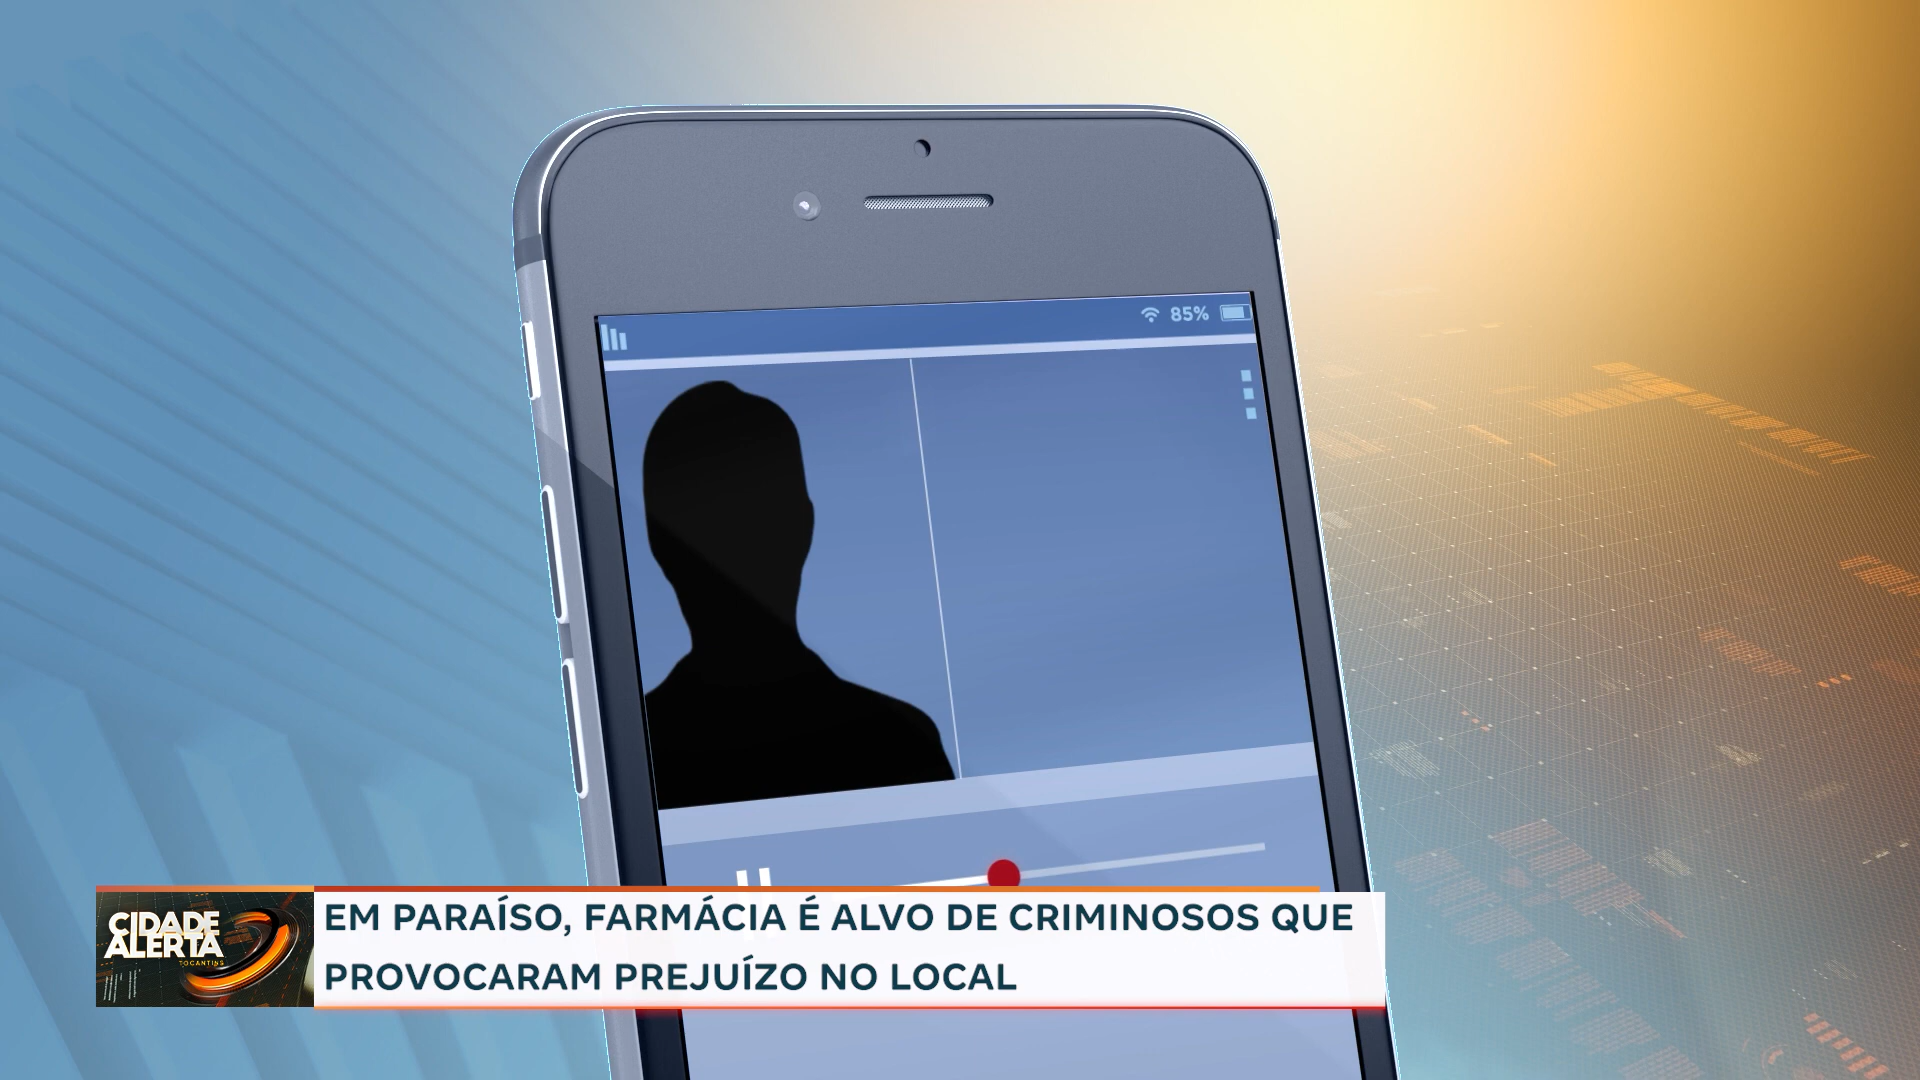 85%
CIDADE
ALERTA
TOCANTINS
EM PARAÍSO, FARMÁCIA É ALVO DE CRIMINOSOS QUE
PROVOCARAM PREJUÍZO NO LOCAL